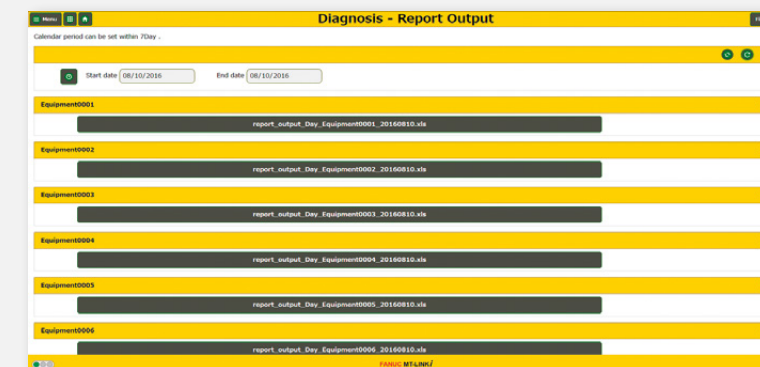 Menu
Diagnosis - Report Output
Calendar period can be set within 7Day .
Start date 08/10/2016 End date 08/10/2016
Equipment0001
report_output_Day_Equipment0001_20160810.xls
Equipment0002
report_output_Day_Equipment0002_20160810.xls
Equipment0003
report_output_Day_Equipment0003_20160810.xls
Equipment0004
report_output_Day_Equipment0004_20160810.xls
Equipment0005
report_output_Day_Equipment0005_20160810.xls
Equipment0006
report_output_Day_Equipment0006_20160810.xls
FANUC MT-LINKi